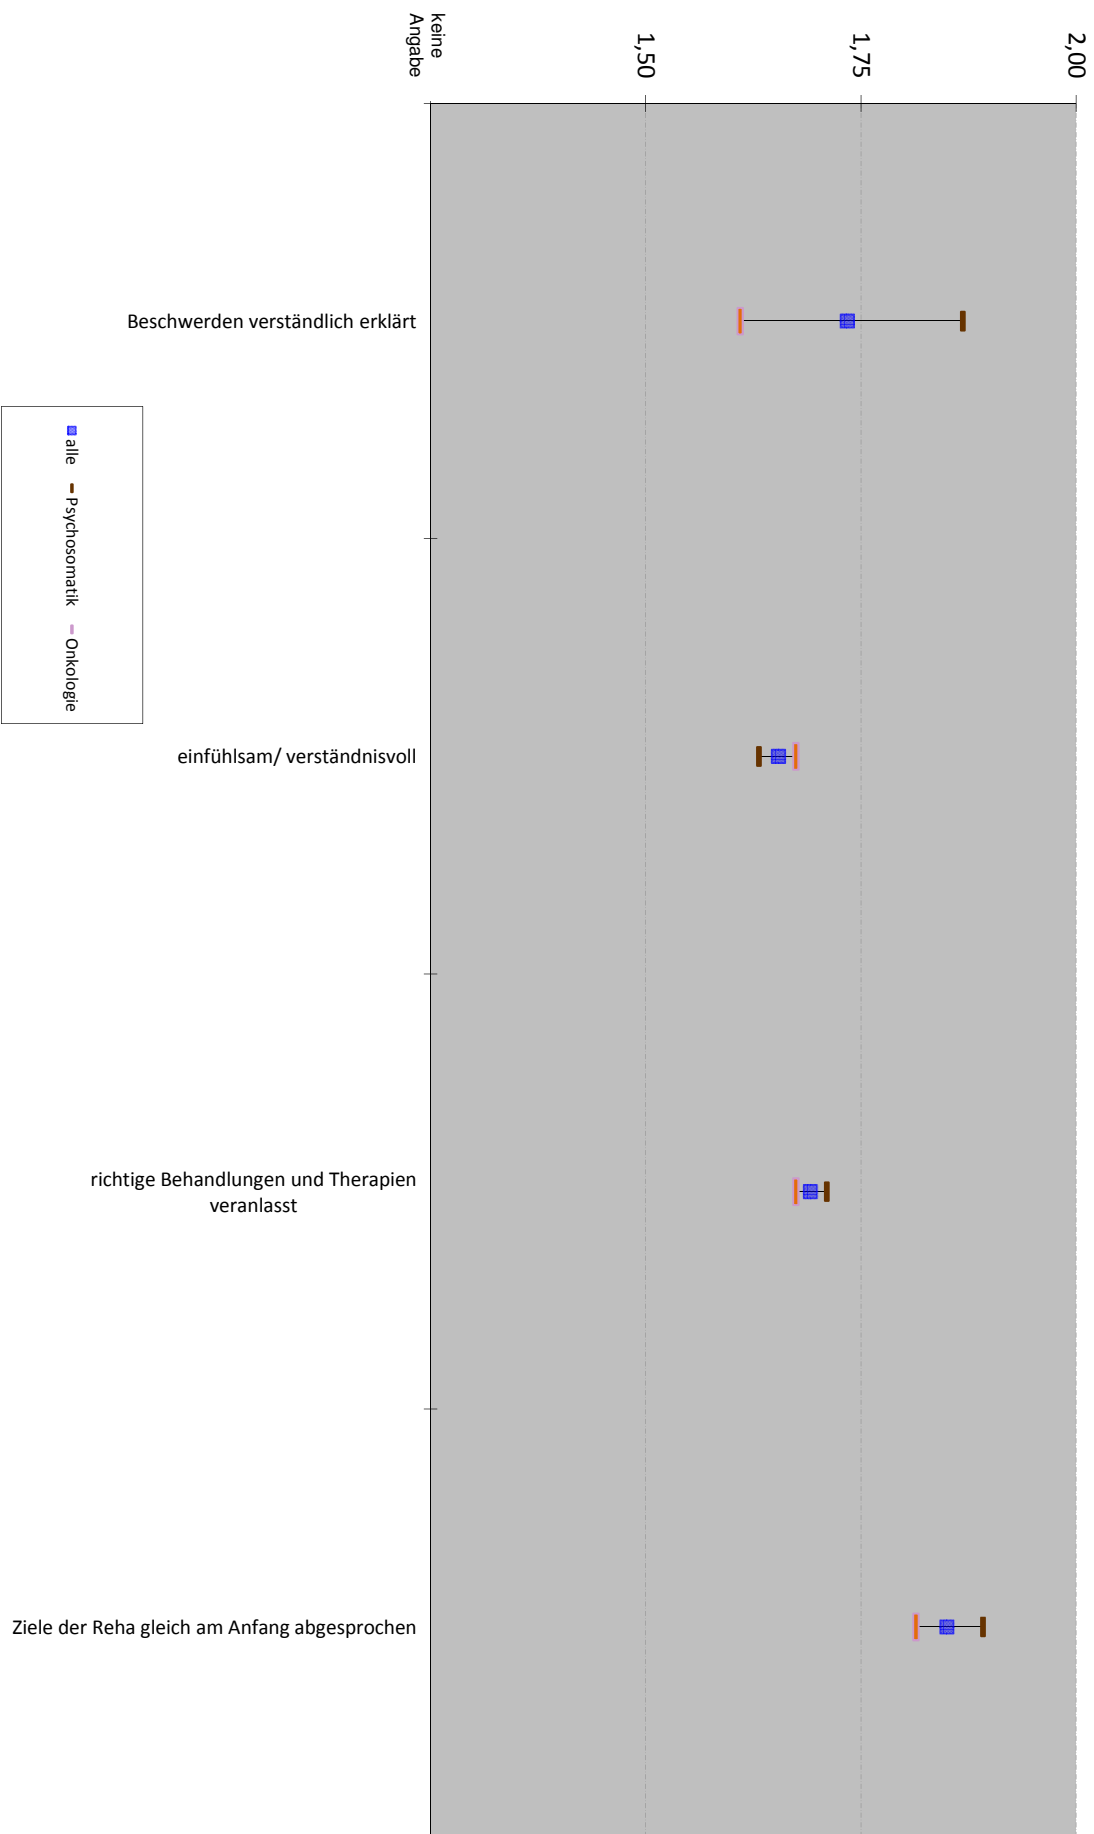 2,00
1,75
1,50
keine
Angabe
Beschwerden verständlich erklärt
einfühlsam/ verständnisvoll
richtige Behandlungen und Therapien
veranlasst
Ziele der Reha gleich am Anfang abgesprochen
alle Psychosomatik Onkologie